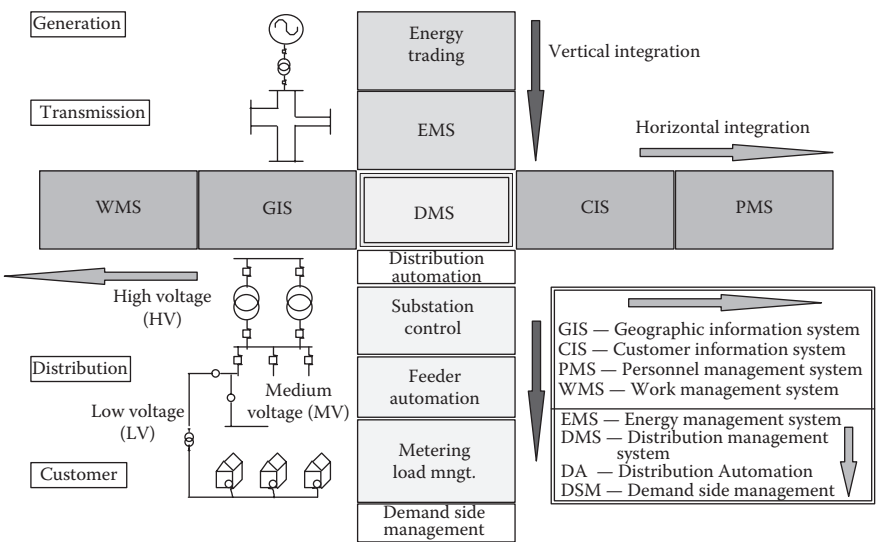 Generation
Energy
trading
Vertical integration
Transmission
EMS
Horizontal integration
WMS
GIS
DMS
CIS
PMS
Distribution
automation
High voltage
(HV)
Substation
control
Distribution
Medium
voltage (MV)
Low voltage
(LV)
Feeder
automation
Customer
Metering
load mngt.
Demand side
management
GIS — Geographic information system
CIS — Customer information system
PMS — Personnel management system
WMS — Work management system
EMS — Energy management system
DMS — Distribution management
system
DA — Distribution Automation
DSM — Demand side management